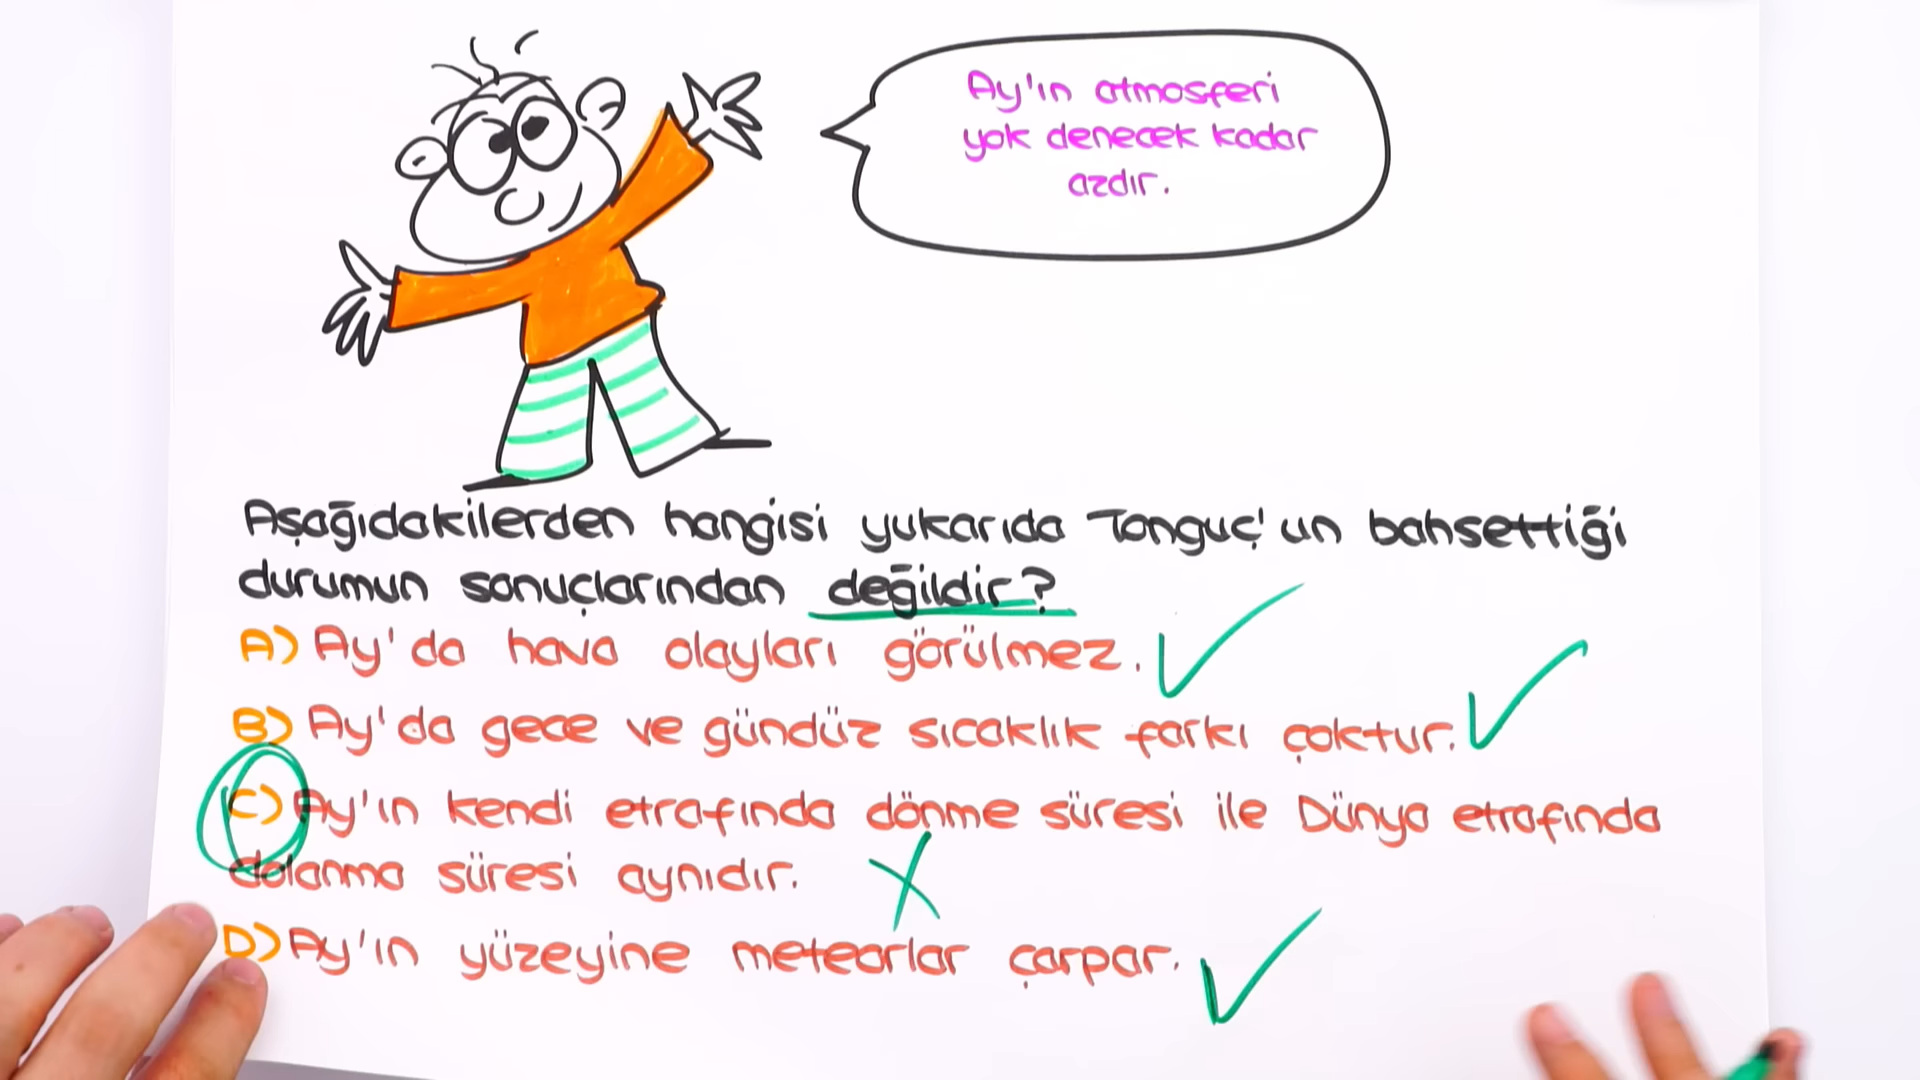 Ay'ın atmosferi
yok denecek kadar
azdır.
Aşağıdakilerden hangisi yukarıda Tonguç'un bahsettiği
durumun sonuçlarından değildir?
A) Ay'da hava olayları görülmez.
B) Ay'da gece ve gündüz sıcaklık farkı çoktur.
C) Ay'ın kendi etrafında dönme süresi ile Dünya etrafında
dolanma süresi aynıdır.
D) Ay'ın yüzeyine meteorlar çarpar.